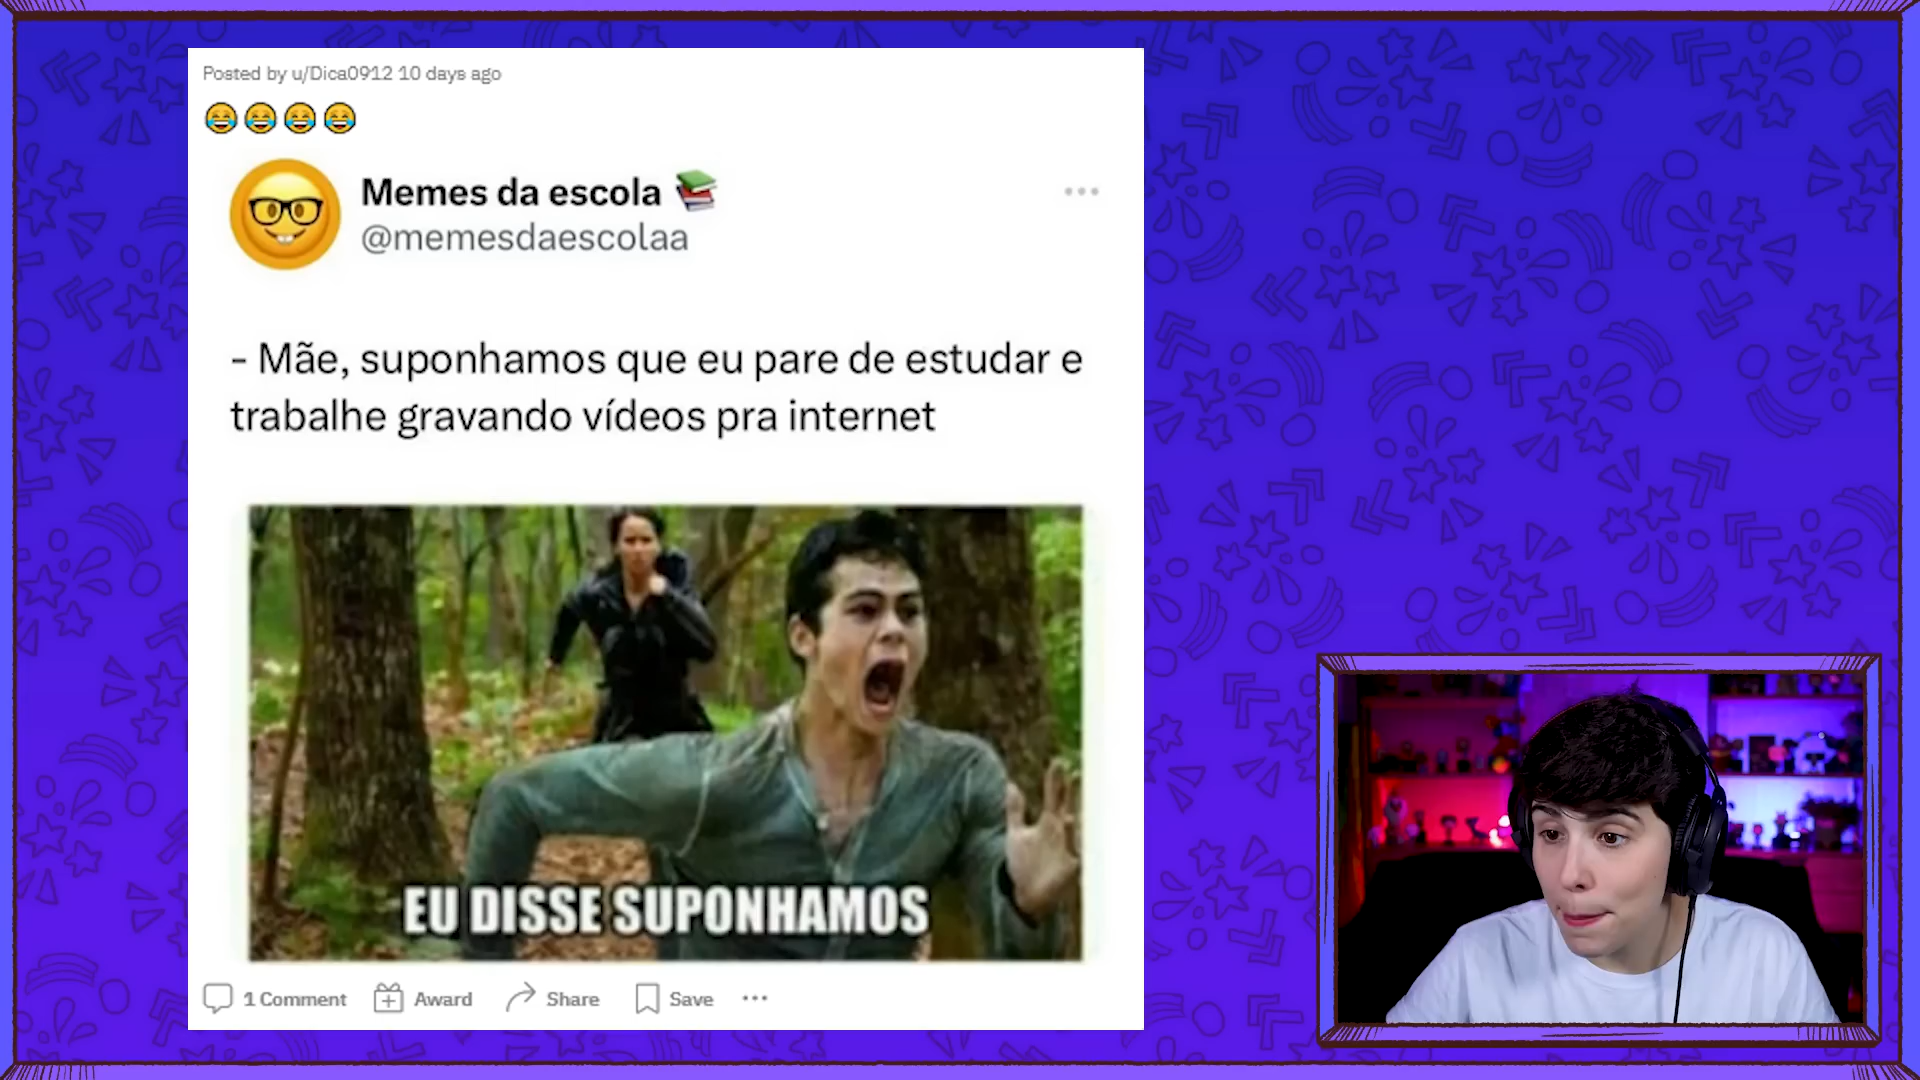 Posted by u/Dica0912 10 days ago
😂😂😂😂
Memes da escola 📚
@memesdaescolaa
- Mãe, suponhamos que eu pare de estudar e
trabalhe gravando vídeos pra internet
EU DISSE SUPONHAMOS
1 Comment Award Share Save